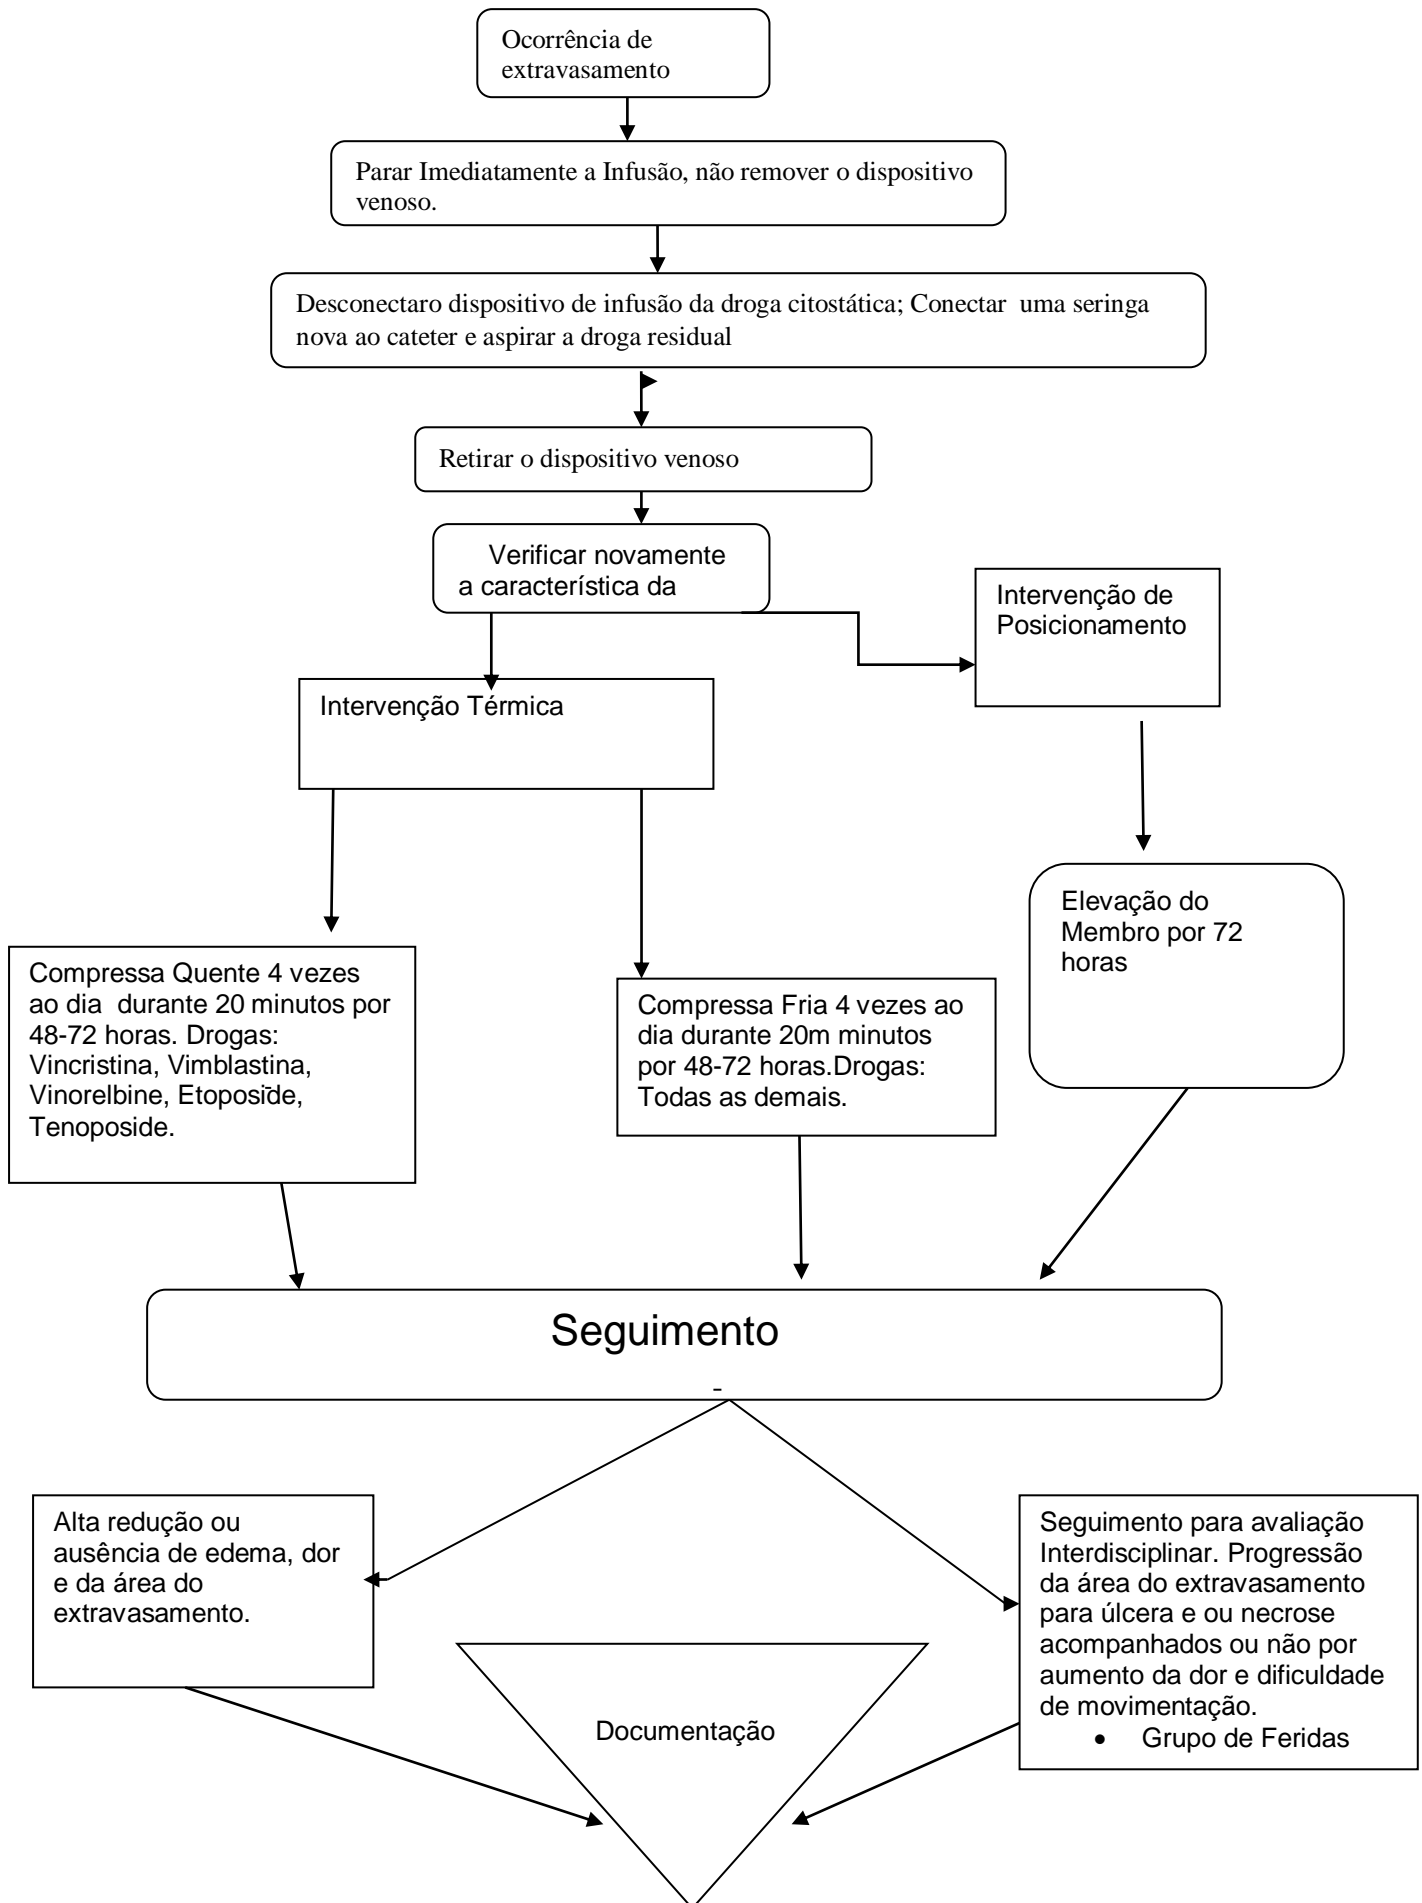 Ocorrência de
extravasamento
Parar Imediatamente a Infusão, não remover o dispositivo
venoso.
Desconectaro dispositivo de infusão da droga citostática; Conectar uma seringa
nova ao cateter e aspirar a droga residual
Retirar o dispositivo venoso
Verificar novamente
a característica da
Intervenção de
Posicionamento
Intervenção Térmica
Elevação do
Membro por 72
horas
Compressa Quente 4 vezes
ao dia durante 20 minutos por
48-72 horas. Drogas:
Vincristina, Vimblastina,
Vinorelbine, Etoposide,
Tenoposide.
Compressa Fria 4 vezes ao
dia durante 20m minutos
por 48-72 horas.Drogas:
Todas as demais.
Seguimento
-
Alta redução ou
ausência de edema, dor
e da área do
extravasamento.
Seguimento para avaliação
Interdisciplinar. Progressão
da área do extravasamento
para úlcera e ou necrose
acompanhados ou não por
aumento da dor e dificuldade
de movimentação.
• Grupo de Feridas
Documentação